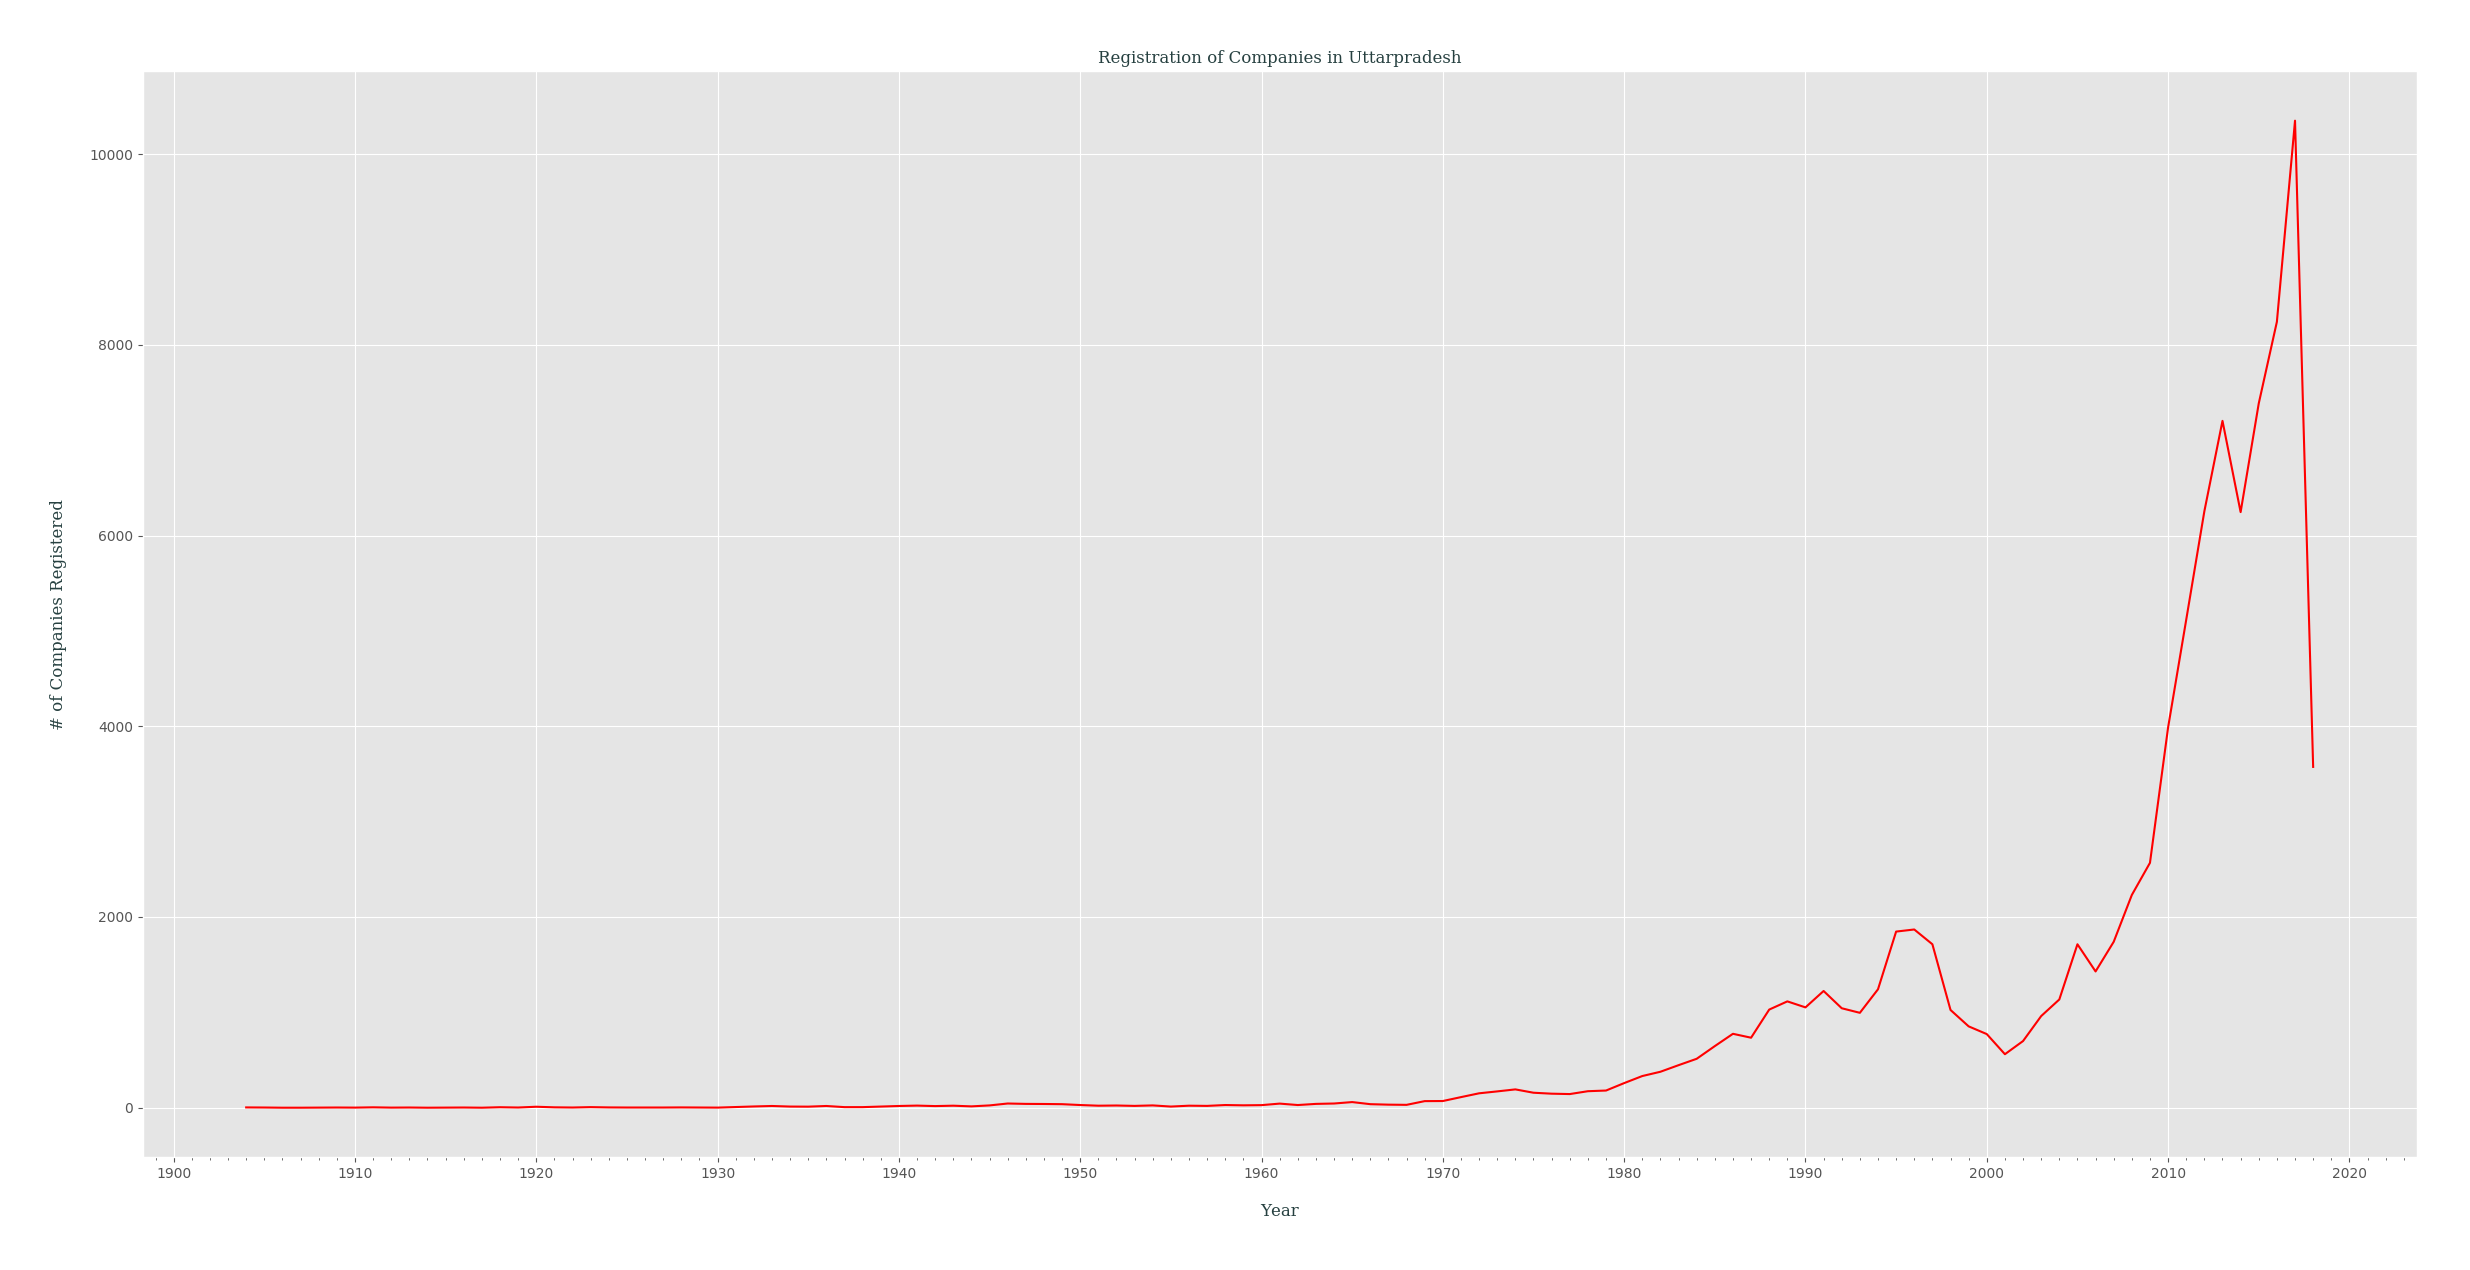 Registration of Companies in Uttarpradesh
# of Companies Registered
10000
8000
6000
4000
2000
0
1900 1910 1920 1930 1940 1950 1960 1970 1980 1990 2000 2010 2020
Year